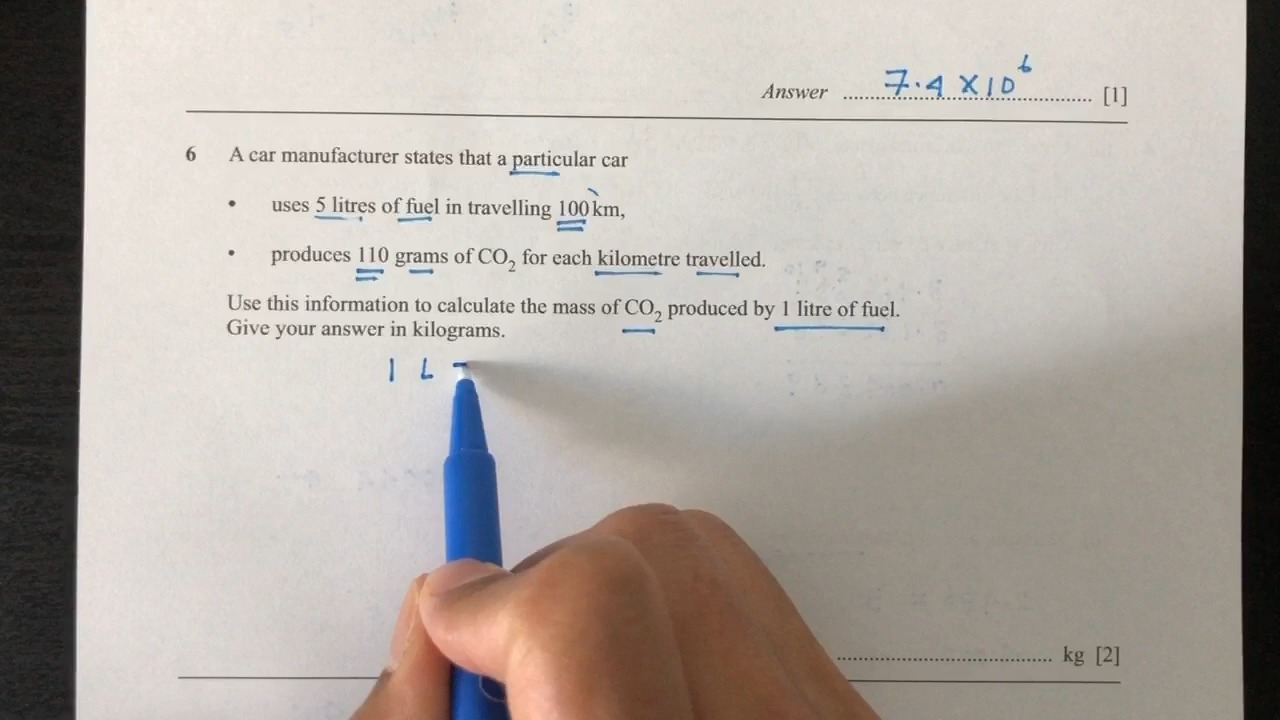 7.4 X 10^6
Answer ........................................ [1]
6 A car manufacturer states that a particular car
• uses 5 litres of fuel in travelling 100 km,
• produces 110 grams of CO₂ for each kilometre travelled.
Use this information to calculate the mass of CO₂ produced by 1 litre of fuel.
Give your answer in kilograms.
1 L
........................................ kg [2]